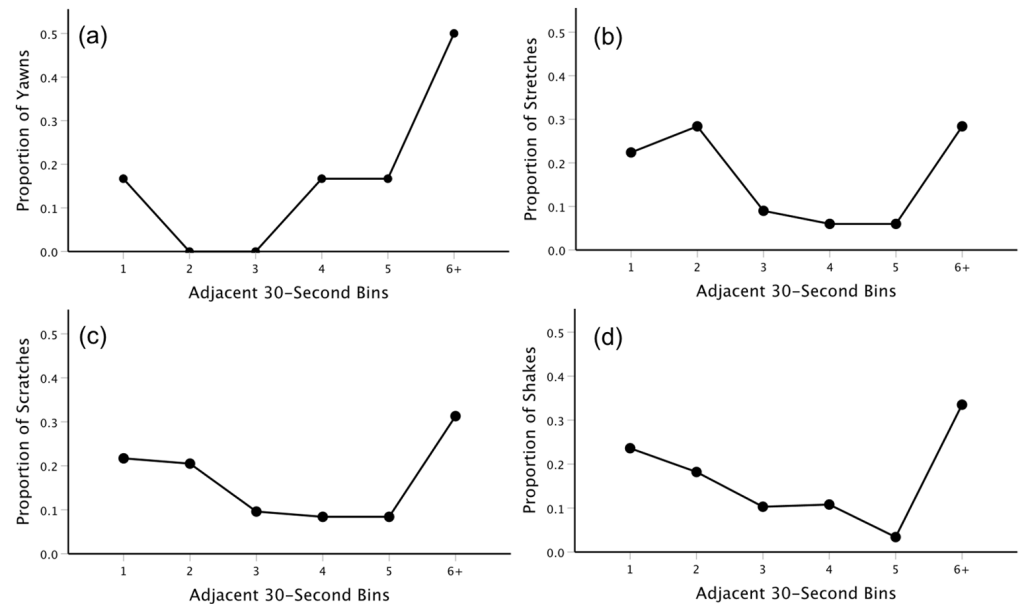 (a)
Proportion of Yawns
0.5
0.4
0.3
0.2
0.1
0.0
1 2 3 4 5 6+
Adjacent 30-Second Bins
(b)
Proportion of Stretches
0.5
0.4
0.3
0.2
0.1
0.0
1 2 3 4 5 6+
Adjacent 30-Second Bins
(c)
Proportion of Scratches
0.5
0.4
0.3
0.2
0.1
0.0
1 2 3 4 5 6+
Adjacent 30-Second Bins
(d)
Proportion of Shakes
0.5
0.4
0.3
0.2
0.1
0.0
1 2 3 4 5 6+
Adjacent 30-Second Bins